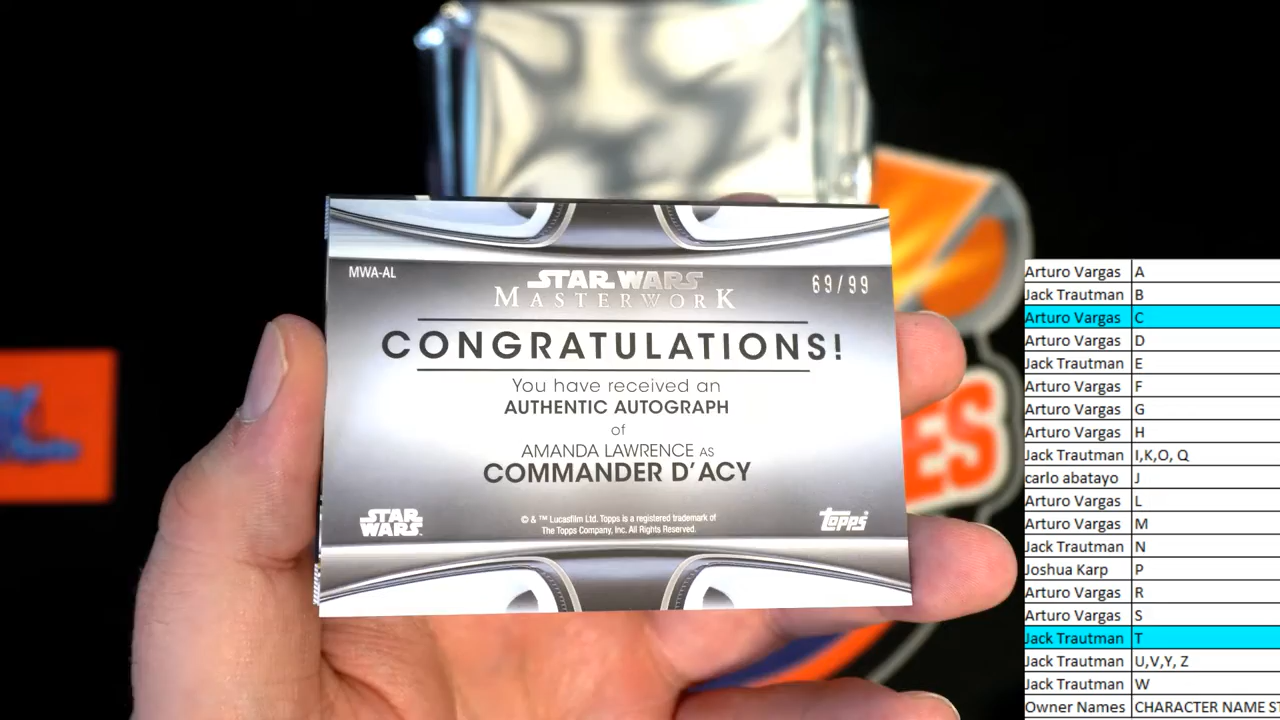 MWA-AL
STAR WARS
MASTERWORK
69/99
CONGRATULATIONS!
You have received an
AUTHENTIC AUTOGRAPH
of
AMANDA LAWRENCE AS
COMMANDER D'ACY
STAR WARS
© & ™ Lucasfilm Ltd. Topps is a registered trademark of
The Topps Company, Inc. All Rights Reserved.
Topps
ES
Arturo Vargas A
Jack Trautman B
Arturo Vargas C
Arturo Vargas D
Jack Trautman E
Arturo Vargas F
Arturo Vargas G
Arturo Vargas H
Jack Trautman I,K,O, Q
carlo abatayo J
Arturo Vargas L
Arturo Vargas M
Jack Trautman N
Joshua Karp P
Arturo Vargas R
Arturo Vargas S
Jack Trautman T
Jack Trautman U,V,Y, Z
Jack Trautman W
Owner Names CHARACTER NAME ST